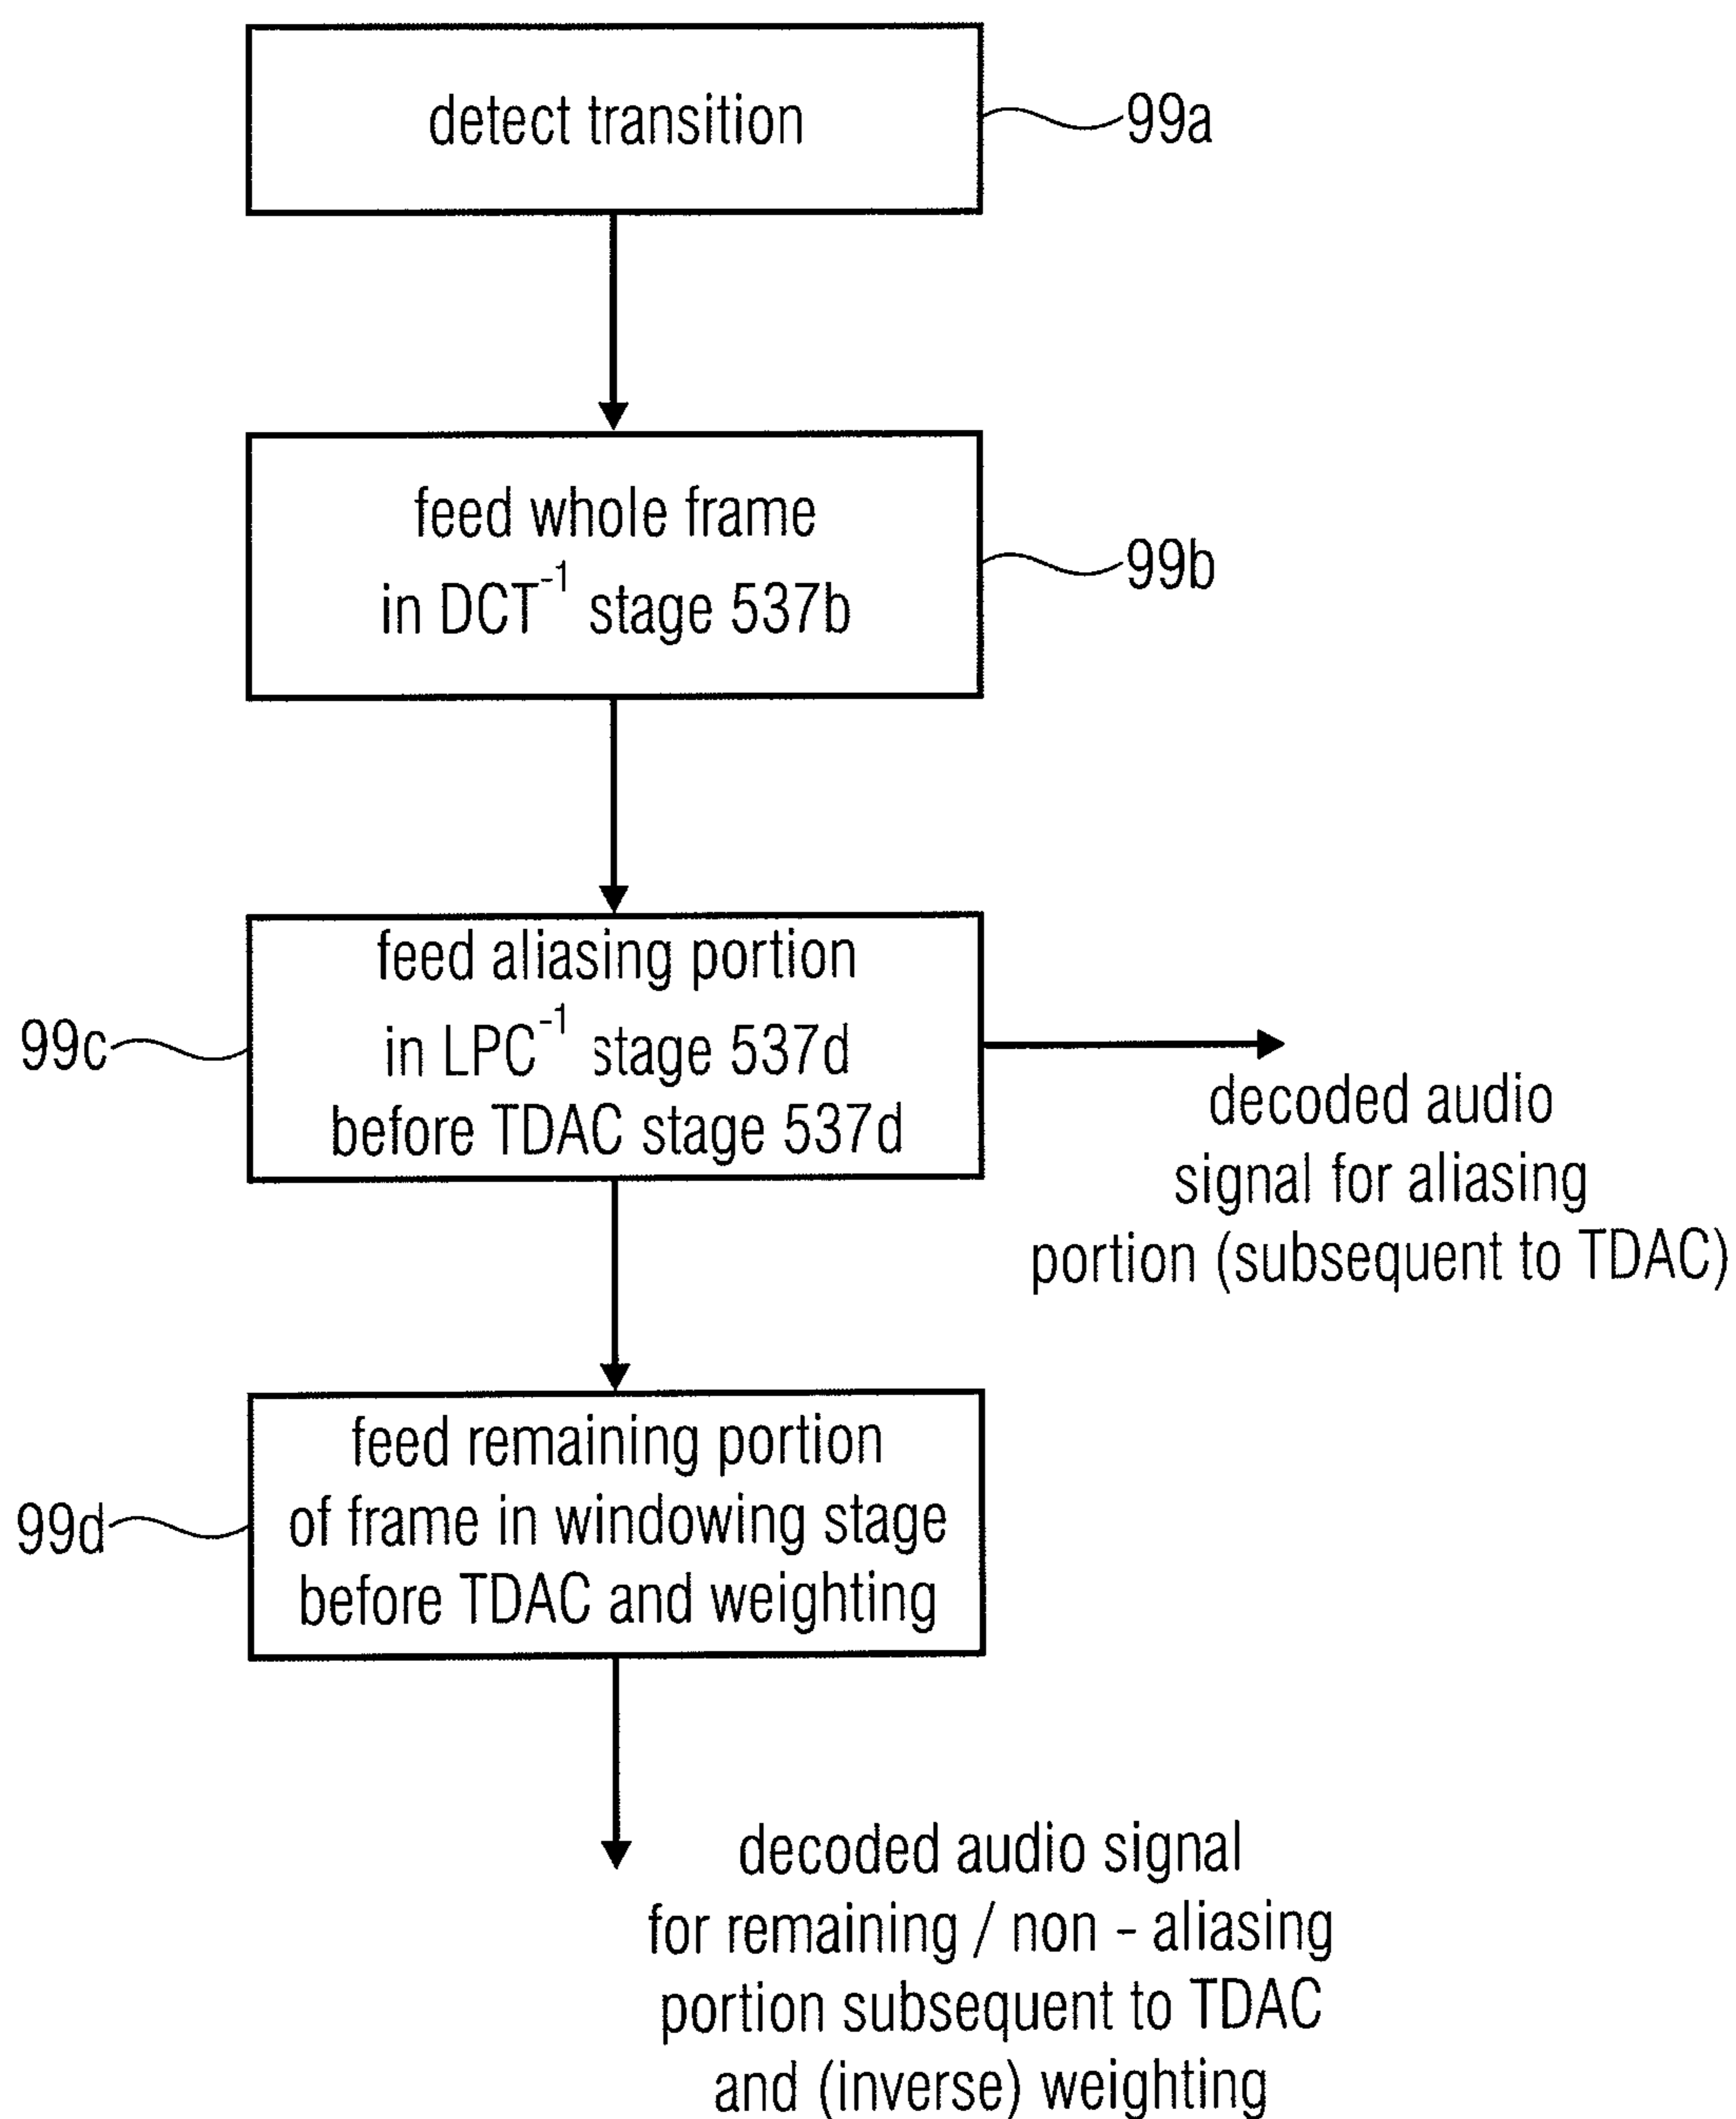 detect transition
99a
feed whole frame
in DCT⁻¹ stage 537b
99b
feed aliasing portion
in LPC⁻¹ stage 537d
before TDAC stage 537d
99c
decoded audio
signal for aliasing
portion (subsequent to TDAC)
feed remaining portion
of frame in windowing stage
before TDAC and weighting
99d
decoded audio signal
for remaining / non - aliasing
portion subsequent to TDAC
and (inverse) weighting